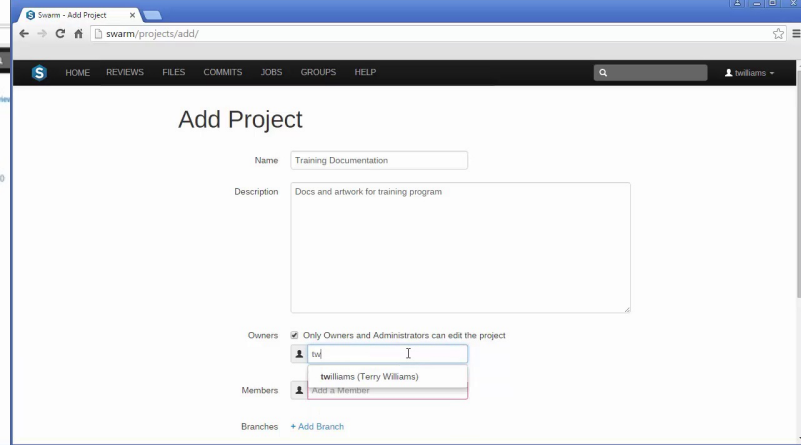 Swarm - Add Project
swarm/projects/add/
HOME REVIEWS FILES COMMITS JOBS GROUPS HELP twilliams
Add Project
Name Training Documentation
Description Docs and artwork for training program
Owners Only Owners and Administrators can edit the project
tw
twilliams (Terry Williams)
Members Add a Member
Branches + Add Branch